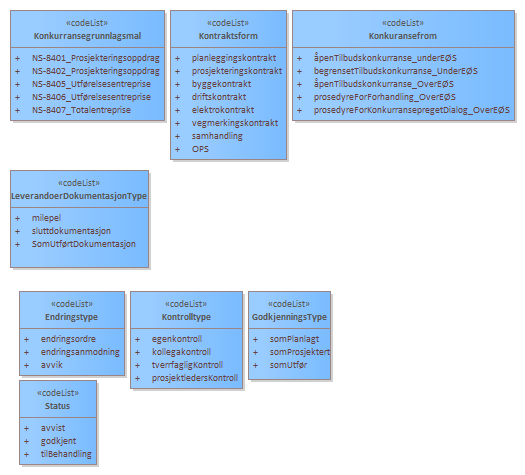 «codeList»
Konkurransegrunnlagsmal
+ NS-8401_Prosjekteringsoppdrag
+ NS-8402_Prosjekteringsoppdrag
+ NS-8405_Utførelsesentreprise
+ NS-8406_Utførelsesentreprise
+ NS-8407_Totalentreprise
«codeList»
Kontraktsform
+ planleggingskontrakt
+ prosjekteringskontrakt
+ byggekontrakt
+ driftskontrakt
+ elektrokontrakt
+ vegmerkingskontrakt
+ samhandling
+ OPS
«codeList»
Konkuransefrom
+ åpenTilbudskonkurranse_underEØS
+ begrensetTilbudskonkurranse_UnderEØS
+ åpenTilbudskonkurranse_OverEØS
+ prosedyreForForhandling_OverEØS
+ prosedyreForKonkurransepregetDialog_OverEØS
«codeList»
LeverandoerDokumentasjonType
+ milepel
+ sluttdokumentasjon
+ SomUtførtDokumentasjon
«codeList»
Endringstype
+ endringsordre
+ endringsanmodning
+ avvik
«codeList»
Kontrolltype
+ egenkontroll
+ kollegakontroll
+ tverrfagligKontroll
+ prosjektledersKontroll
«codeList»
GodkjenningsType
+ somPlanlagt
+ somProsjektert
+ somUtfør
«codeList»
Status
+ avvist
+ godkjent
+ tilBehandling